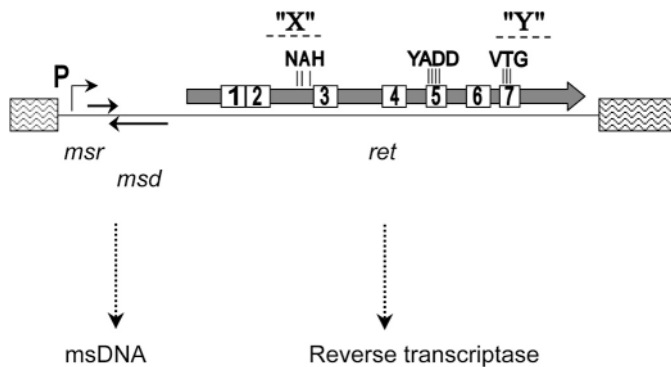 "X" "Y"
NAH YADD VTG
P
1 2 3 4 5 6 7
msr ret
msd
msDNA Reverse transcriptase